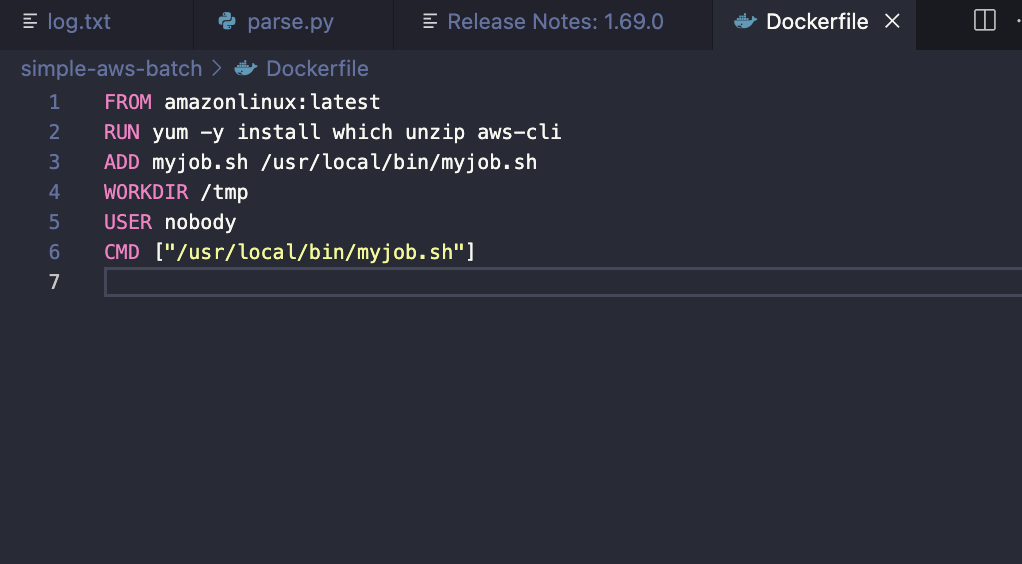 log.txt parse.py Release Notes: 1.69.0 Dockerfile
simple-aws-batch > Dockerfile
1 FROM amazonlinux:latest
2 RUN yum -y install which unzip aws-cli
3 ADD myjob.sh /usr/local/bin/myjob.sh
4 WORKDIR /tmp
5 USER nobody
6 CMD ["/usr/local/bin/myjob.sh"]
7